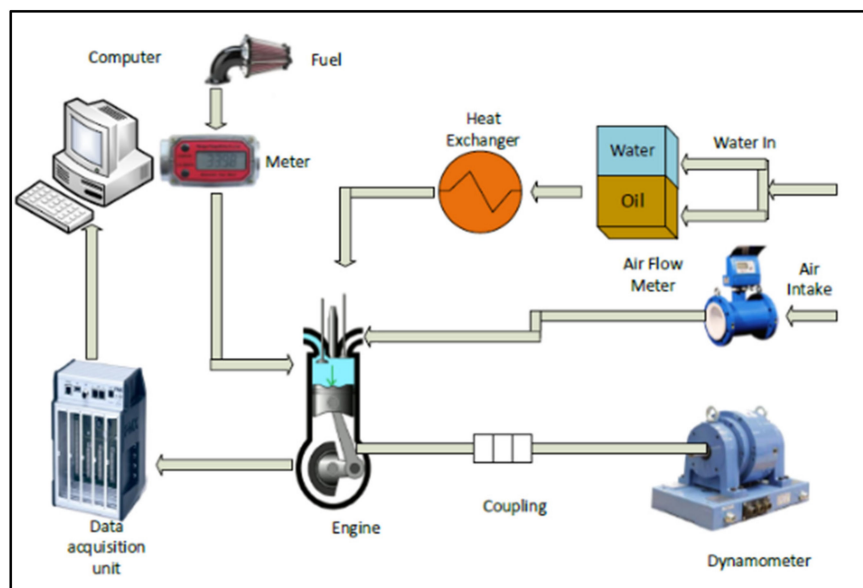 Computer
Fuel
Meter
Heat
Exchanger
Water
Oil
Water In
Air Flow
Meter
Air
Intake
Data
acquisition
unit
Engine
Coupling
Dynamometer